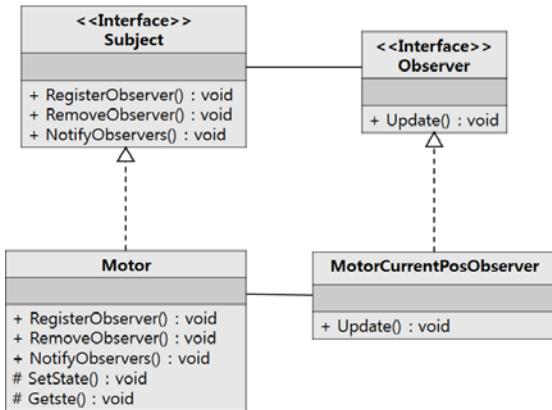 <<Interface>>
Subject
+ RegisterObserver() : void
+ RemoveObserver() : void
+ NotifyObservers() : void
<<Interface>>
Observer
+ Update() : void
Motor
+ RegisterObserver() : void
+ RemoveObserver() : void
+ NotifyObservers() : void
# SetState() : void
# Getste() : void
MotorCurrentPosObserver
+ Update() : void